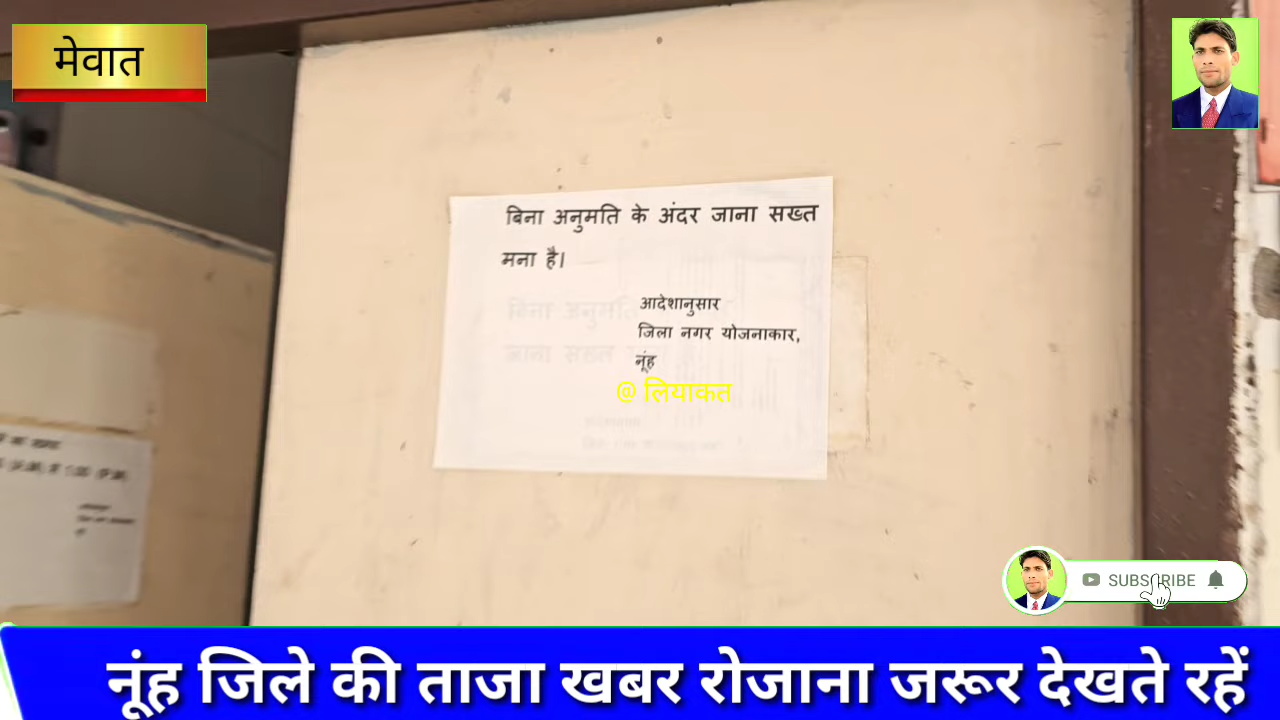 मेवात
बिना अनुमति के अंदर जाना सख्त
मना है।
आदेशानुसार
जिला नगर योजनाकार,
नूंह
@ लियाकत
SUBSCRIBE
नूंह जिले की ताजा खबर रोजाना जरूर देखते रहें